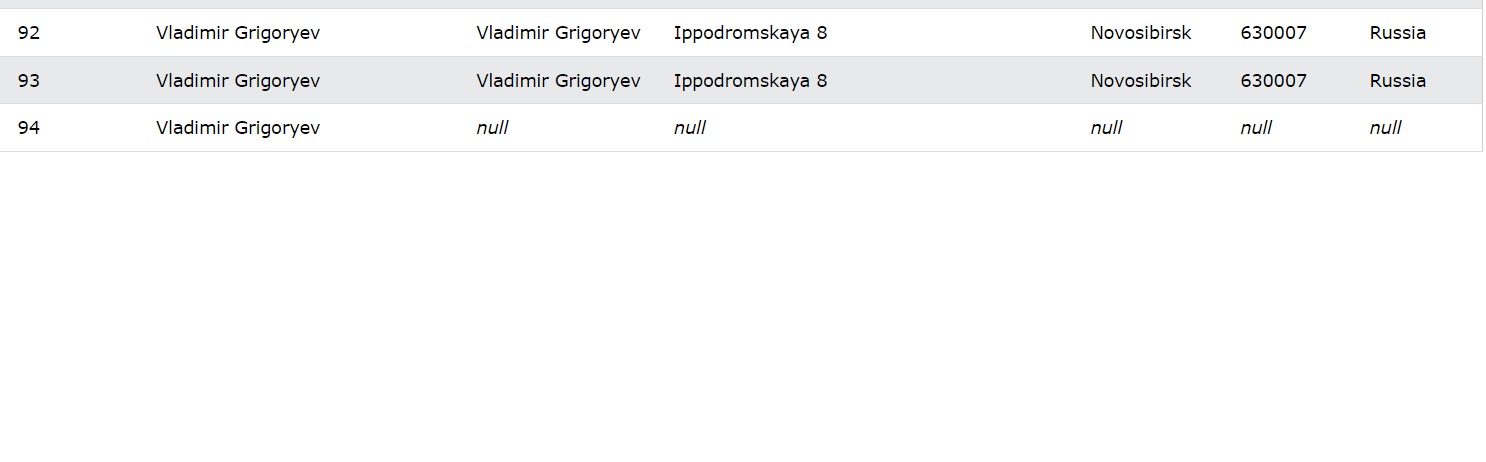 92 Vladimir Grigoryev Vladimir Grigoryev Ippodromskaya 8 Novosibirsk 630007 Russia
93 Vladimir Grigoryev Vladimir Grigoryev Ippodromskaya 8 Novosibirsk 630007 Russia
94 Vladimir Grigoryev null null null null null